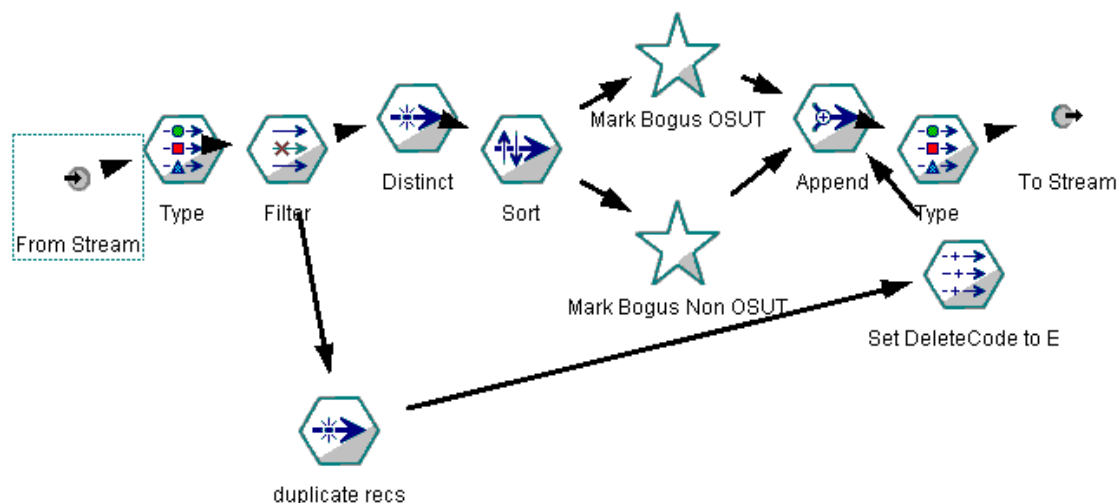 Mark Bogus OSUT
Distinct
Append
To Stream
Type
Filter
Sort
Type
From Stream
Mark Bogus Non OSUT
Set DeleteCode to E
duplicate recs